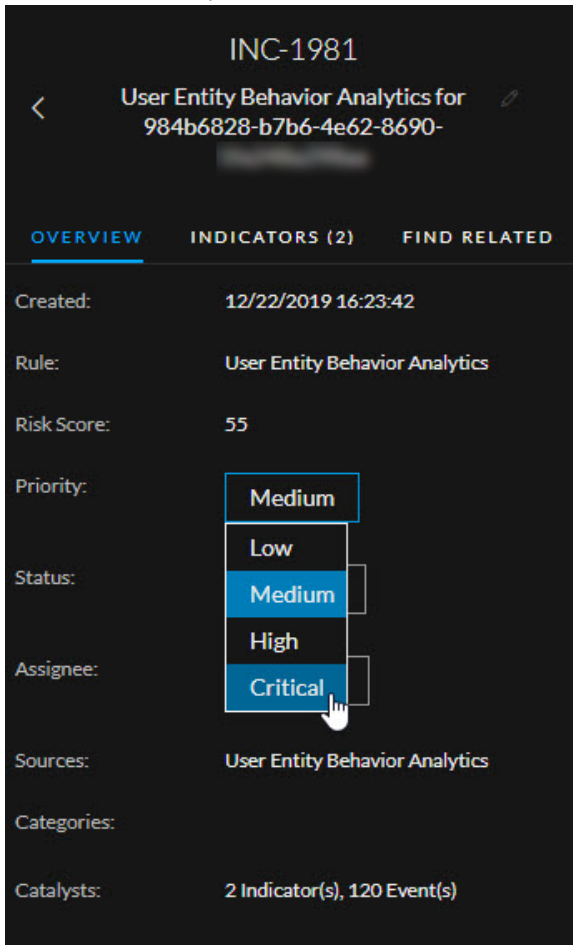 INC-1981
User Entity Behavior Analytics for
984b6828-b7b6-4e62-8690-
OVERVIEW INDICATORS (2) FIND RELATED
Created: 12/22/2019 16:23:42
Rule: User Entity Behavior Analytics
Risk Score: 55
Priority: Medium
Low
Status: Medium
High
Assignee: Critical
Sources: User Entity Behavior Analytics
Categories:
Catalysts: 2 Indicator(s), 120 Event(s)